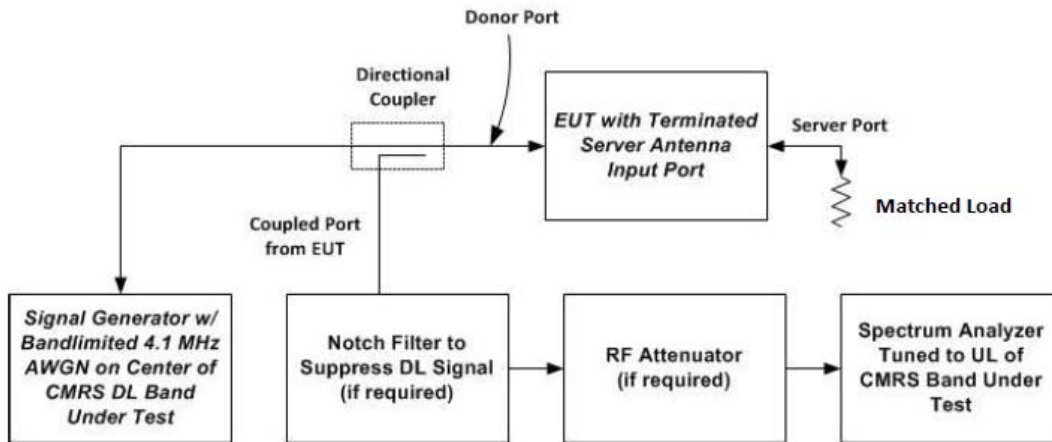 Donor Port
Directional
Coupler
EUT with Terminated
Server Antenna
Input Port
Server Port
Matched Load
Coupled Port
from EUT
Signal Generator w/
Bandlimited 4.1 MHz
AWGN on Center of
CMRS DL Band
Under Test
Notch Filter to
Suppress DL Signal
(if required)
RF Attenuator
(if required)
Spectrum Analyzer
Tuned to UL of
CMRS Band Under
Test